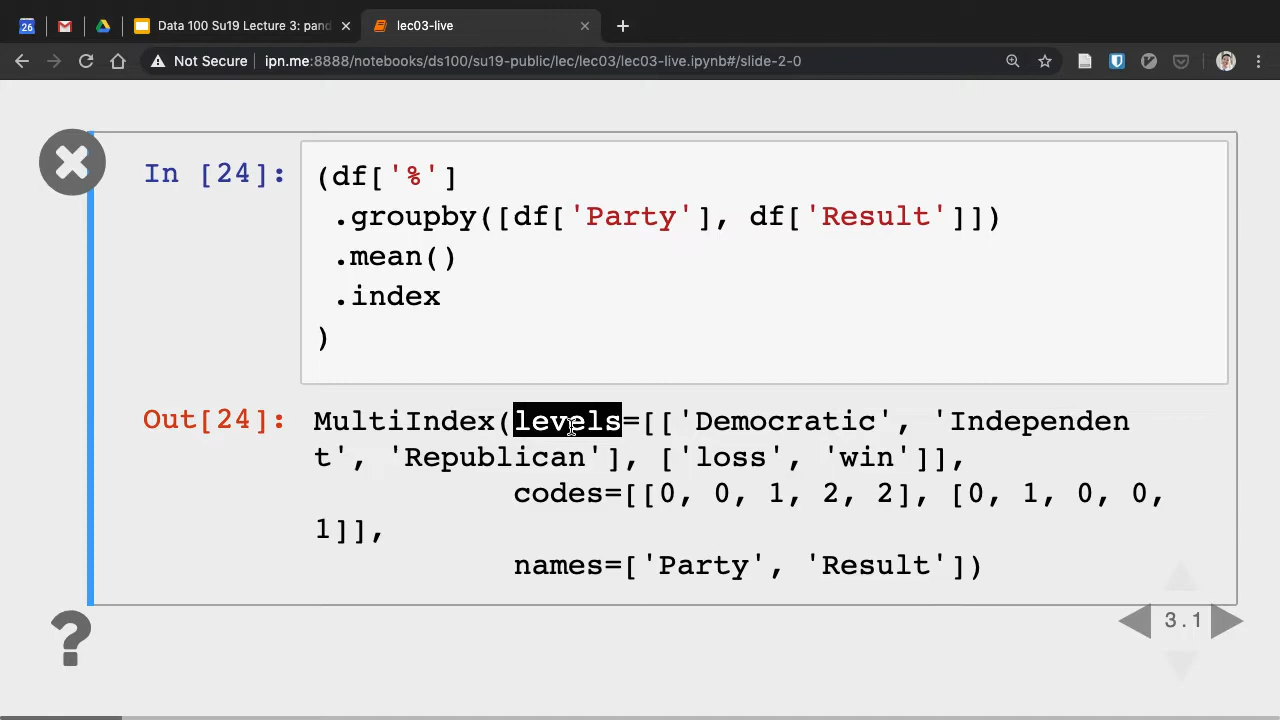 26
Data 100 Su19 Lecture 3: pand
lec03-live
Not Secure
ipn.me:8888/notebooks/ds100/su19-public/lec/lec03/lec03-live.ipynb#/slide-2-0
In [24]:
(df['%']
.groupby([df['Party'], df['Result']])
.mean()
.index
)
Out[24]:
MultiIndex(levels=[['Democratic', 'Independen
t', 'Republican'], ['loss', 'win']],
codes=[[0, 0, 1, 2, 2], [0, 1, 0, 0,
1]],
names=['Party', 'Result'])
3.1